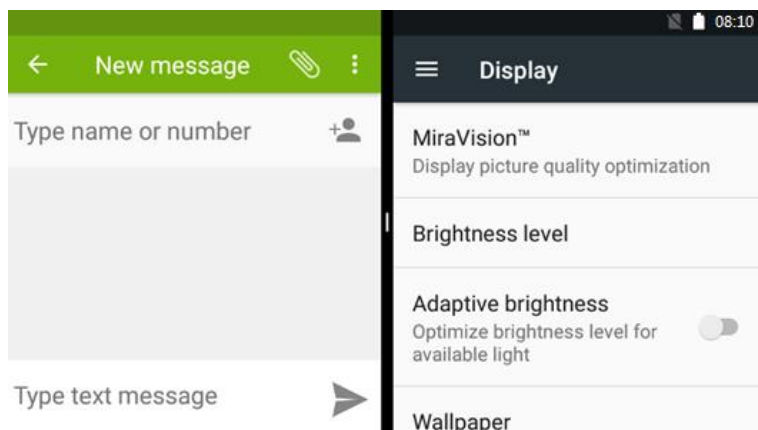 New message
Type name or number
Type text message
08:10
Display
MiraVision™
Display picture quality optimization
Brightness level
Adaptive brightness
Optimize brightness level for
available light
Wallpaper